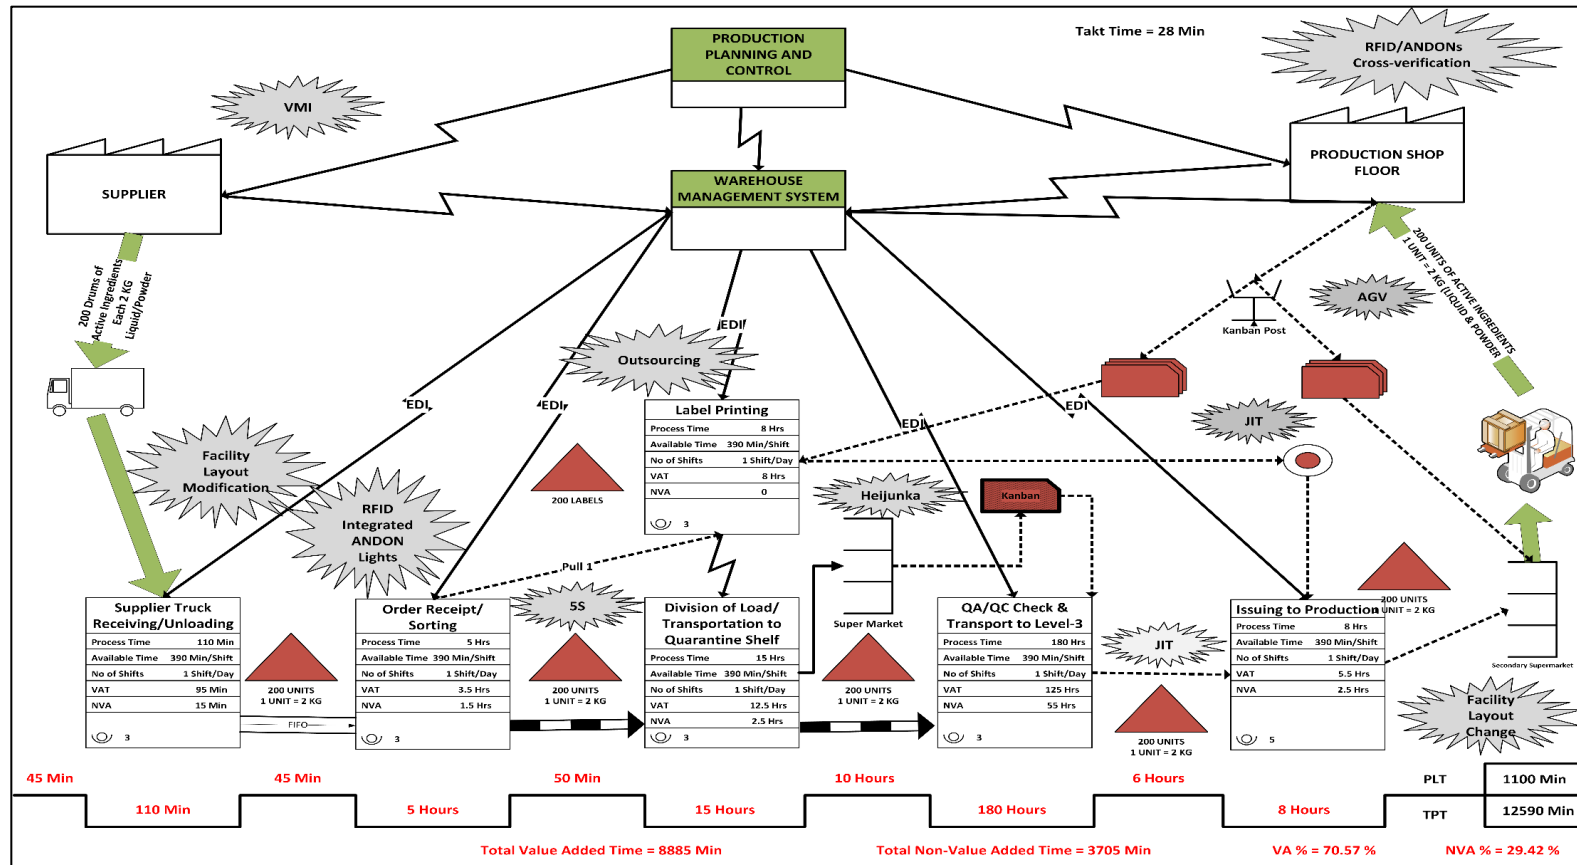 PRODUCTION
PLANNING AND
CONTROL
Takt Time = 28 Min
RFID/ANDONs
Cross-verification
VMI
SUPPLIER
WAREHOUSE
MANAGEMENT SYSTEM
PRODUCTION SHOP
FLOOR
200 Drums of
Active Ingredients
Each 2 KG
Liquid/Powder
200 UNITS OF ACTIVE INGREDIENTS
1 UNIT = 2 KG (LIQUID & POWDER
AGV
Kanban Post
EDI
EDI
EDI
EDI
EDI
Outsourcing
JIT
Facility
Layout
Modification
RFID
Integrated
ANDON
Lights
200 LABELS
Label Printing
Process Time 8 Hrs
Available Time 390 Min/Shift
No of Shifts 1 Shift/Day
VAT 8 Hrs
NVA 0
3
Heijunka
Kanban
Pull 1
5S
Super Market
Supplier Truck
Receiving/Unloading
Process Time 110 Min
Available Time 390 Min/Shift
No of Shifts 1 Shift/Day
VAT 95 Min
NVA 15 Min
3
200 UNITS
1 UNIT = 2 KG
FIFO
Order Receipt/
Sorting
Process Time 5 Hrs
Available Time 390 Min/Shift
No of Shifts 1 Shift/Day
VAT 3.5 Hrs
NVA 1.5 Hrs
3
200 UNITS
1 UNIT = 2 KG
Division of Load/
Transportation to
Quarantine Shelf
Process Time 15 Hrs
Available Time 390 Min/Shift
No of Shifts 1 Shift/Day
VAT 12.5 Hrs
NVA 2.5 Hrs
3
200 UNITS
1 UNIT = 2 KG
QA/QC Check &
Transport to Level-3
Process Time 180 Hrs
Available Time 390 Min/Shift
No of Shifts 1 Shift/Day
VAT 125 Hrs
NVA 55 Hrs
3
JIT
200 UNITS
1 UNIT = 2 KG
Issuing to Production
Process Time 8 Hrs
Available Time 390 Min/Shift
No of Shifts 1 Shift/Day
VAT 5.5 Hrs
NVA 2.5 Hrs
5
200 UNITS
1 UNIT = 2 KG
Secondary Supermarket
Facility
Layout
Change
45 Min
45 Min
50 Min
10 Hours
6 Hours
PLT 1100 Min
110 Min
5 Hours
15 Hours
180 Hours
8 Hours
TPT 12590 Min
Total Value Added Time = 8885 Min
Total Non-Value Added Time = 3705 Min
VA % = 70.57 %
NVA % = 29.42 %